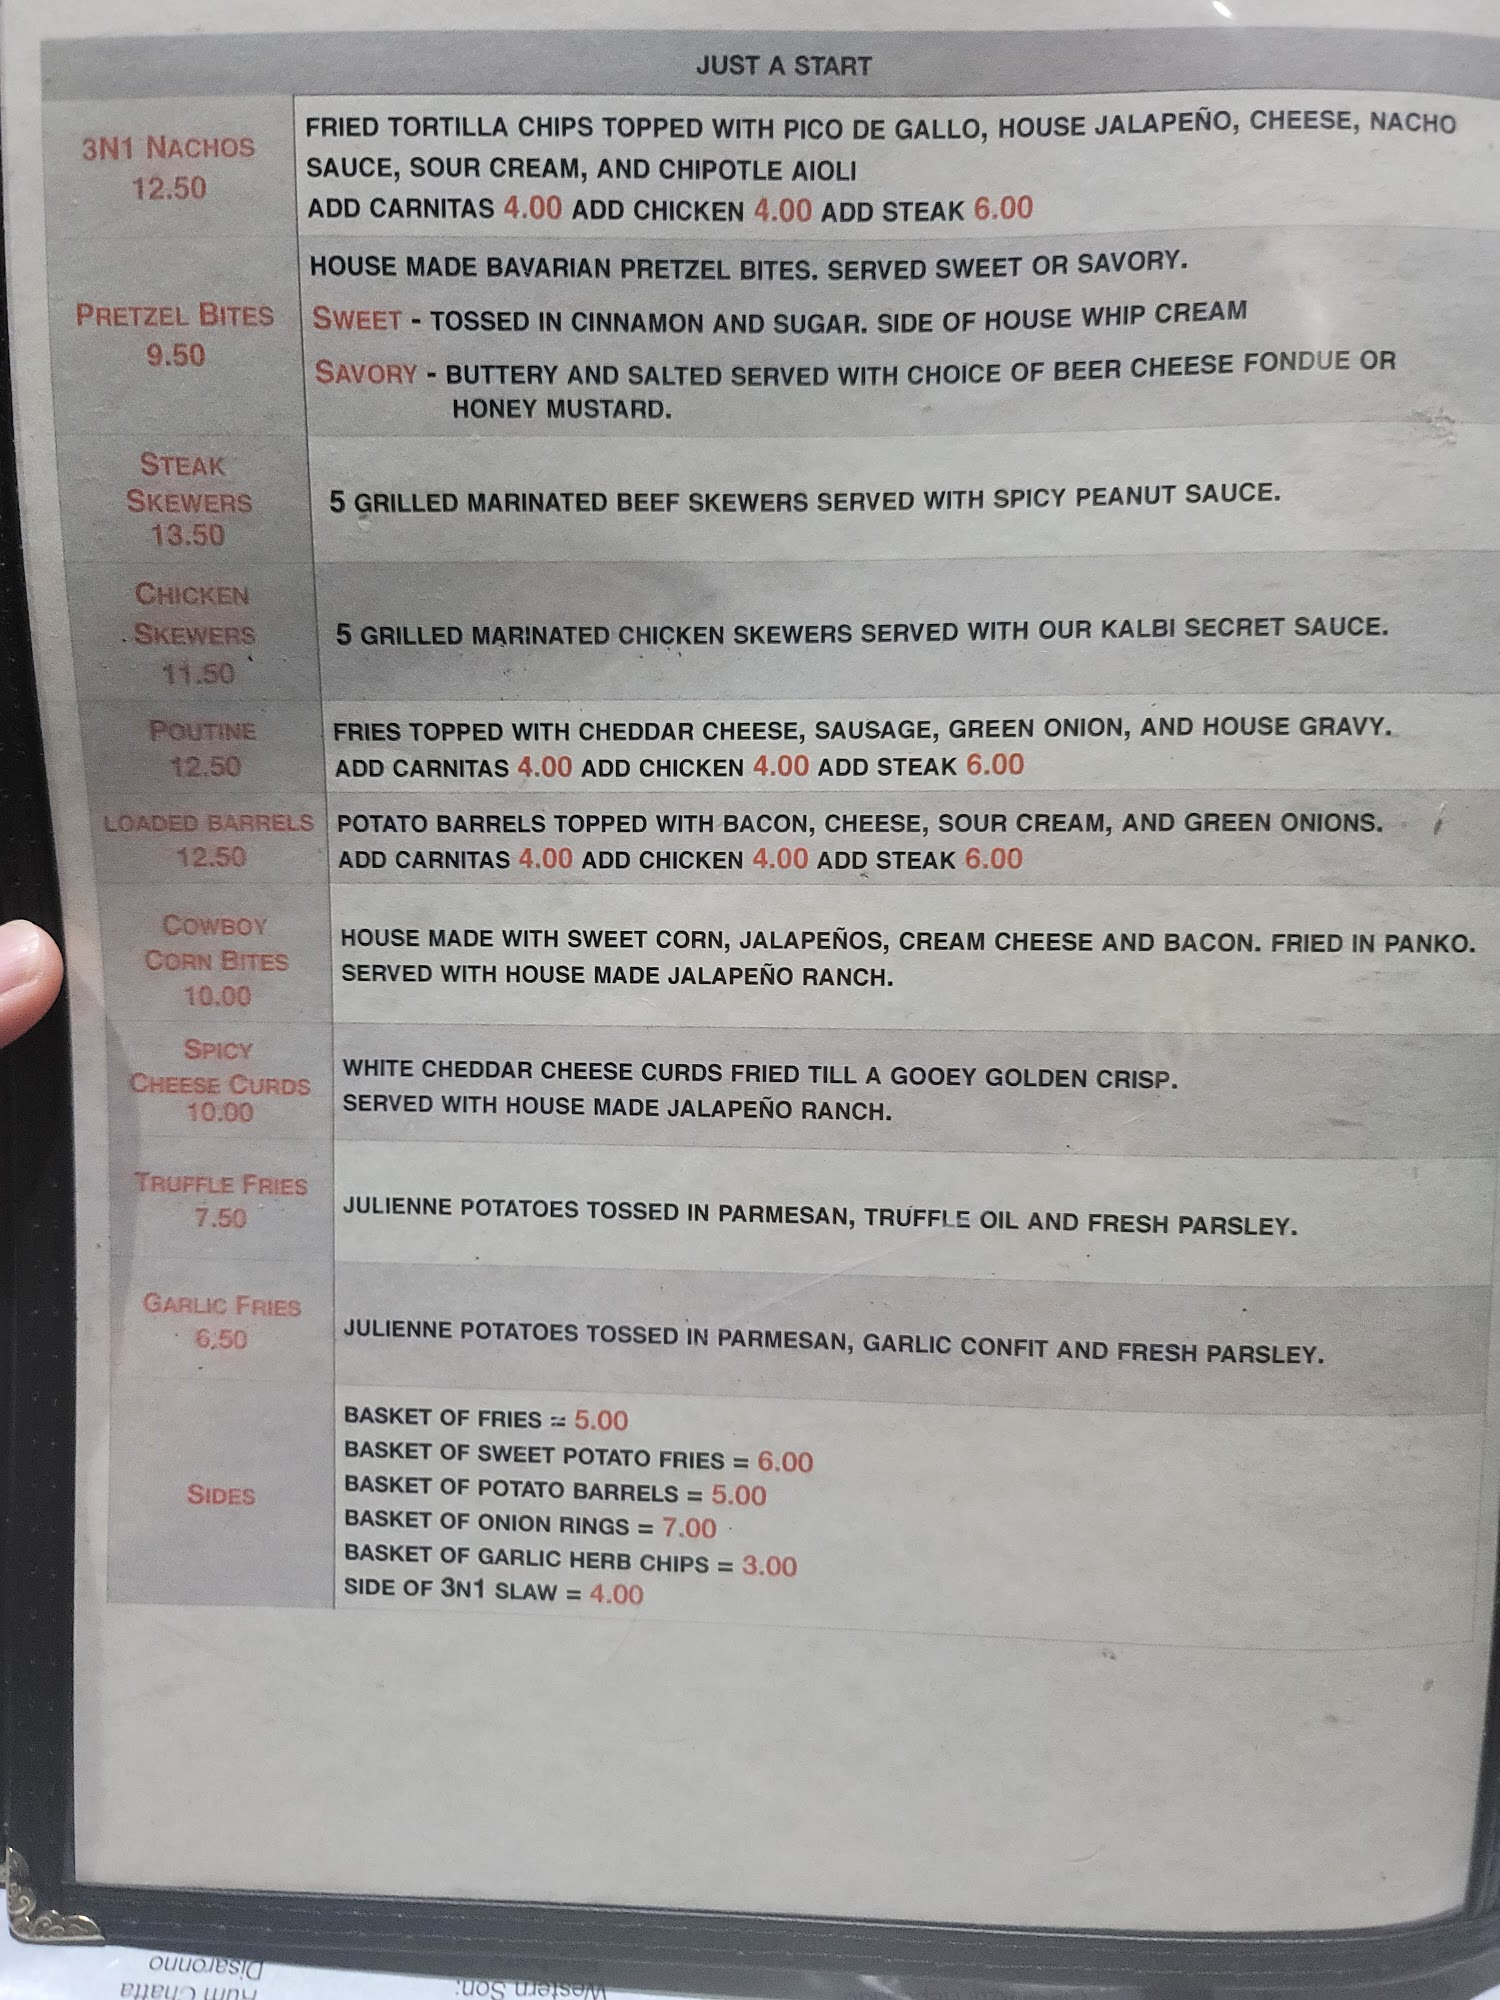 JUST A START
3N1 NACHOS
12.50
FRIED TORTILLA CHIPS TOPPED WITH PICO DE GALLO, HOUSE JALAPEÑO, CHEESE, NACHO
SAUCE, SOUR CREAM, AND CHIPOTLE AIOLI
ADD CARNITAS 4.00 ADD CHICKEN 4.00 ADD STEAK 6.00
PRETZEL BITES
9.50
HOUSE MADE BAVARIAN PRETZEL BITES. SERVED SWEET OR SAVORY.
SWEET - TOSSED IN CINNAMON AND SUGAR. SIDE OF HOUSE WHIP CREAM
SAVORY - BUTTERY AND SALTED SERVED WITH CHOICE OF BEER CHEESE FONDUE OR
HONEY MUSTARD.
STEAK
SKEWERS
13.50
5 GRILLED MARINATED BEEF SKEWERS SERVED WITH SPICY PEANUT SAUCE.
CHICKEN
SKEWERS
11.50
5 GRILLED MARINATED CHICKEN SKEWERS SERVED WITH OUR KALBI SECRET SAUCE.
POUTINE
12.50
FRIES TOPPED WITH CHEDDAR CHEESE, SAUSAGE, GREEN ONION, AND HOUSE GRAVY.
ADD CARNITAS 4.00 ADD CHICKEN 4.00 ADD STEAK 6.00
LOADED BARRELS
12.50
POTATO BARRELS TOPPED WITH BACON, CHEESE, SOUR CREAM, AND GREEN ONIONS.
ADD CARNITAS 4.00 ADD CHICKEN 4.00 ADD STEAK 6.00
COWBOY
CORN BITES
10.00
HOUSE MADE WITH SWEET CORN, JALAPEÑOS, CREAM CHEESE AND BACON. FRIED IN PANKO.
SERVED WITH HOUSE MADE JALAPEÑO RANCH.
SPICY
CHEESE CURDS
10.00
WHITE CHEDDAR CHEESE CURDS FRIED TILL A GOOEY GOLDEN CRISP.
SERVED WITH HOUSE MADE JALAPEÑO RANCH.
TRUFFLE FRIES
7.50
JULIENNE POTATOES TOSSED IN PARMESAN, TRUFFLE OIL AND FRESH PARSLEY.
GARLIC FRIES
6.50
JULIENNE POTATOES TOSSED IN PARMESAN, GARLIC CONFIT AND FRESH PARSLEY.
SIDES
BASKET OF FRIES = 5.00
BASKET OF SWEET POTATO FRIES = 6.00
BASKET OF POTATO BARRELS = 5.00
BASKET OF ONION RINGS = 7.00
BASKET OF GARLIC HERB CHIPS = 3.00
SIDE OF 3N1 SLAW = 4.00
Disaronno
Rum Chatta
Western Son: